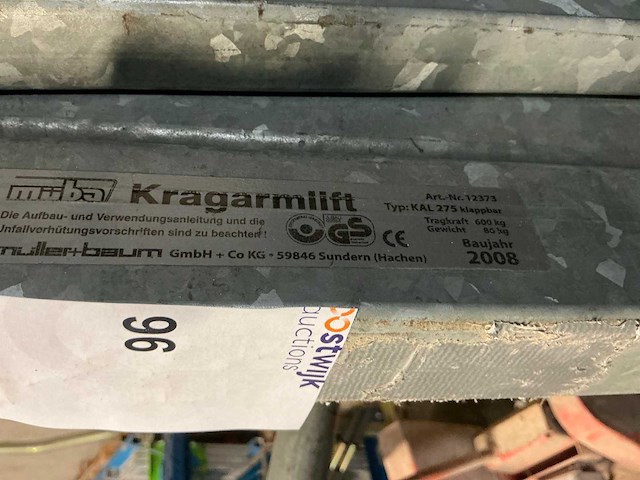 müba Kragarmlift
Art.-Nr. 12373
Typ: KAL 275 klappbar
Tragkraft 600 kg
Gewicht 80 kg
Baujahr
2008
Die Aufbau- und Verwendungsanleitung und die
Unfallverhütungsvorschriften sind zu beachten!
GS CE
müller+baum GmbH + Co KG • 59846 Sundern (Hachen)
96
ostwijk
auctions